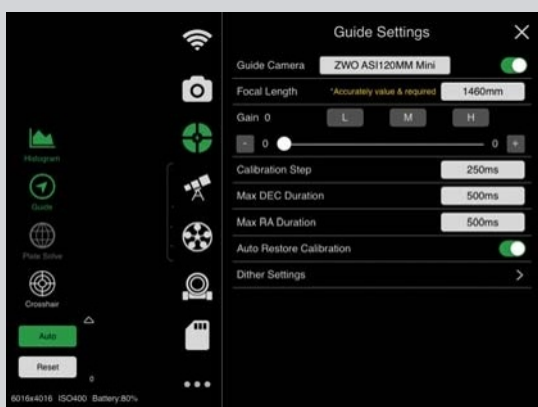 Guide Settings
Guide Camera ZWO ASI120MM Mini
Focal Length *Accurately value & required 1460mm
Gain 0 L M H
- 0 0 +
Calibration Step 250ms
Max DEC Duration 500ms
Max RA Duration 500ms
Auto Restore Calibration
Dither Settings
Histogram
Guide
Plate Solve
Crosshair
Auto
Reset
0
6016x4016 ISO400 Battery:80%